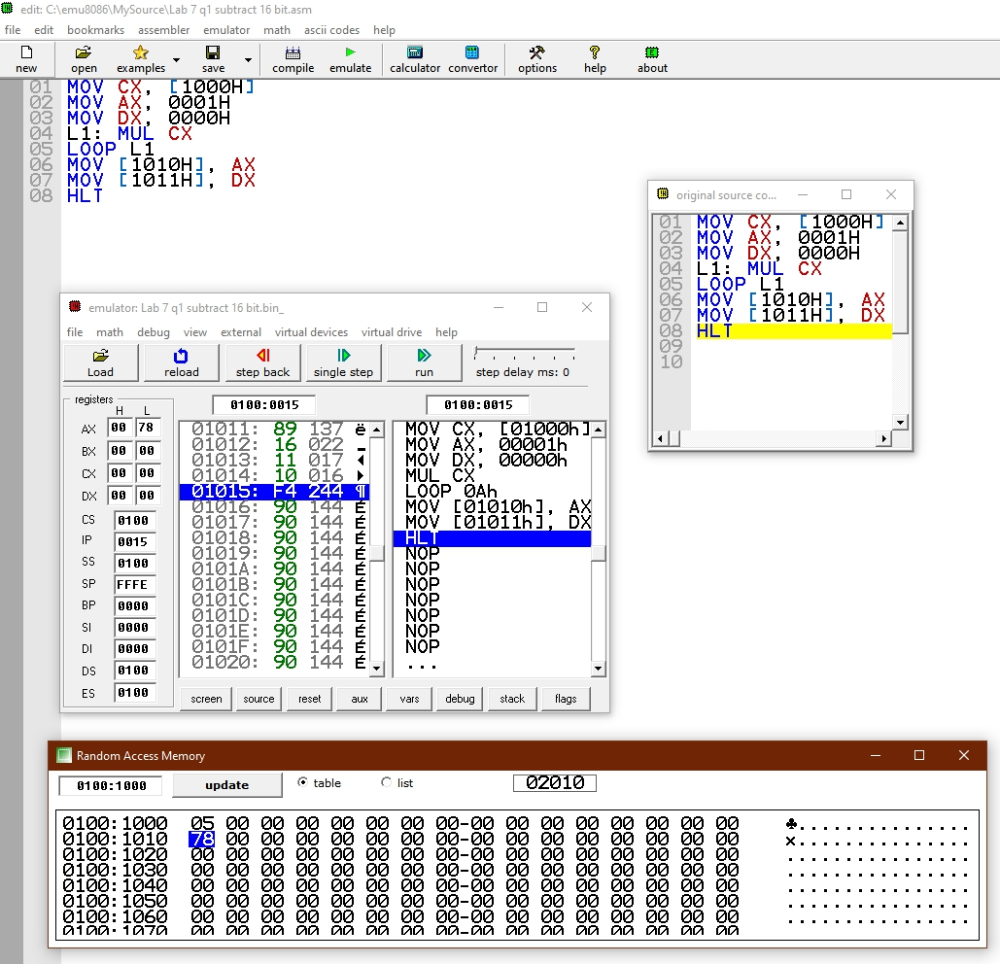 edit: C:\emu8086\MySource\Lab 7 q1 subtract 16 bit.asm
file edit bookmarks assembler emulator math ascii codes help
new open examples save compile emulate calculator convertor options help about
01 MOV CX, [1000H]
02 MOV AX, 0001H
03 MOV DX, 0000H
04 L1: MUL CX
05 LOOP L1
06 MOV [1010H], AX
07 MOV [1011H], DX
08 HLT
original source co...
01 MOV CX, [1000H]
02 MOV AX, 0001H
03 MOV DX, 0000H
04 L1: MUL CX
05 LOOP L1
06 MOV [1010H], AX
07 MOV [1011H], DX
08 HLT
09
10
emulator: Lab 7 q1 subtract 16 bit.bin_
file math debug view external virtual devices virtual drive help
Load reload step back single step run step delay ms: 0
registers
H L
AX 00 78
BX 00 00
CX 00 00
DX 00 00
CS 0100
IP 0015
SS 0100
SP FFFE
BP 0000
SI 0000
DI 0000
DS 0100
ES 0100
0100:0015
01011: 89 137 ë
01012: 16 022 ▬
01013: 11 017 ◄
01014: 10 016 ►
01015: F4 244 ¶
01016: 90 144 É
01017: 90 144 É
01018: 90 144 É
01019: 90 144 É
0101A: 90 144 É
0101B: 90 144 É
0101C: 90 144 É
0101D: 90 144 É
0101E: 90 144 É
0101F: 90 144 É
01020: 90 144 É
0100:0015
MOV CX, [01000h]
MOV AX, 00001h
MOV DX, 00000h
MUL CX
LOOP 0Ah
MOV [01010h], AX
MOV [01011h], DX
HLT
NOP
NOP
NOP
NOP
NOP
NOP
NOP
...
screen source reset aux vars debug stack flags
Random Access Memory
0100:1000 update table list 02010
0100:1000 05 00 00 00 00 00 00 00-00 00 00 00 00 00 00 00 ♣...............
0100:1010 78 00 00 00 00 00 00 00-00 00 00 00 00 00 00 00 x...............
0100:1020 00 00 00 00 00 00 00 00-00 00 00 00 00 00 00 00 ................
0100:1030 00 00 00 00 00 00 00 00-00 00 00 00 00 00 00 00 ................
0100:1040 00 00 00 00 00 00 00 00-00 00 00 00 00 00 00 00 ................
0100:1050 00 00 00 00 00 00 00 00-00 00 00 00 00 00 00 00 ................
0100:1060 00 00 00 00 00 00 00 00-00 00 00 00 00 00 00 00 ................
0100:1070 00 00 00 00 00 00 00 00-00 00 00 00 00 00 00 00